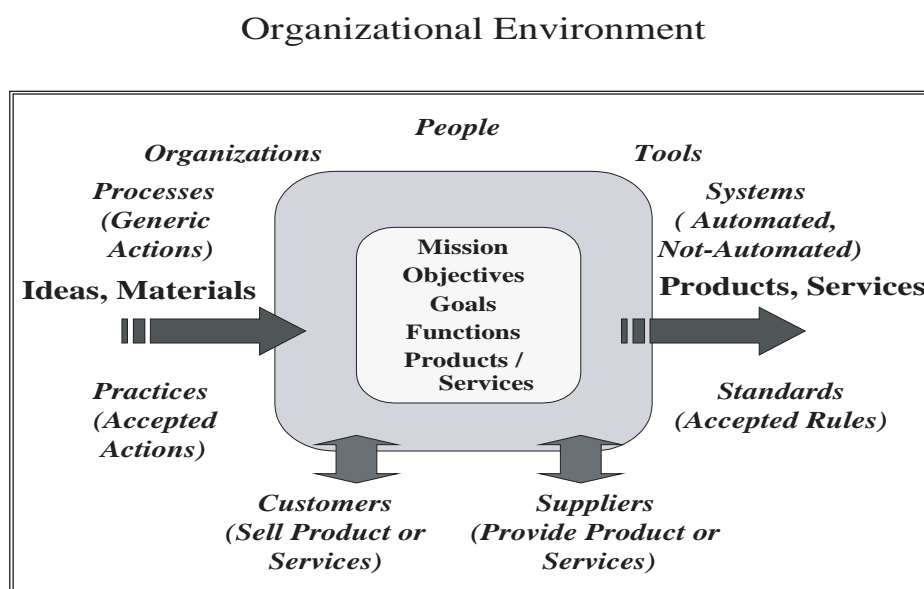 Organizational Environment
People
Organizations
Tools
Processes
(Generic
Actions)
Systems
( Automated,
Not-Automated)
Mission
Objectives
Goals
Functions
Products /
Services
Ideas, Materials
Products, Services
Practices
(Accepted
Actions)
Standards
(Accepted Rules)
Customers
(Sell Product or
Services)
Suppliers
(Provide Product or
Services)